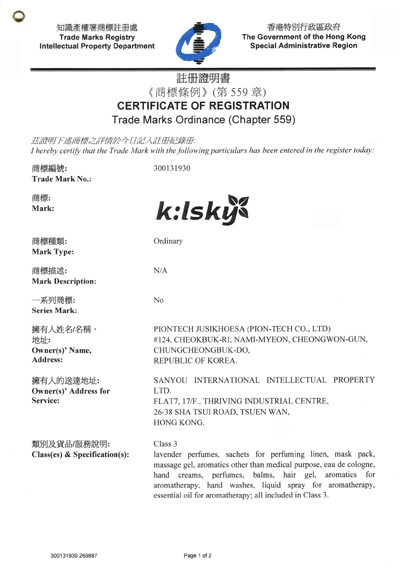 知識產權署商標註冊處
Trade Marks Registry
Intellectual Property Department
香港特別行政區政府
The Government of the Hong Kong
Special Administrative Region
註冊證明書
《商標條例》(第 559 章)
CERTIFICATE OF REGISTRATION
Trade Marks Ordinance (Chapter 559)
茲證明下述商標之詳情於今日記入註冊紀錄冊:
I hereby certify that the Trade Mark with the following particulars has been entered in the register today:
商標編號: 300131930
Trade Mark No.:
商標:
Mark: k:lsky
商標種類: Ordinary
Mark Type:
商標描述: N/A
Mark Description:
一系列商標: No
Series Mark:
擁有人姓名/名稱、 PIONTECH JUSIKHOESA (PION-TECH CO., LTD)
地址: #124, CHEOKBUK-RI, NAMI-MYEON, CHEONGWON-GUN,
Owner(s)' Name, CHUNGCHEONGBUK-DO,
Address: REPUBLIC OF KOREA.
擁有人的送達地址: SANYOU INTERNATIONAL INTELLECTUAL PROPERTY
Owner(s)' Address for LTD.
Service: FLAT7, 17/F., THRIVING INDUSTRIAL CENTRE,
26-38 SHA TSUI ROAD, TSUEN WAN,
HONG KONG.
類別及貨品/服務說明: Class 3
Class(es) & Specification(s): lavender perfumes, sachets for perfuming linen, mask pack,
massage gel, aromatics other than medical purpose, eau de cologne,
hand creams, perfumes, balms, hair gel, aromatics for
aromatherapy, hand washes, liquid spray for aromatherapy,
essential oil for aromatherapy; all included in Class 3.
300131930.269887
Page 1 of 2